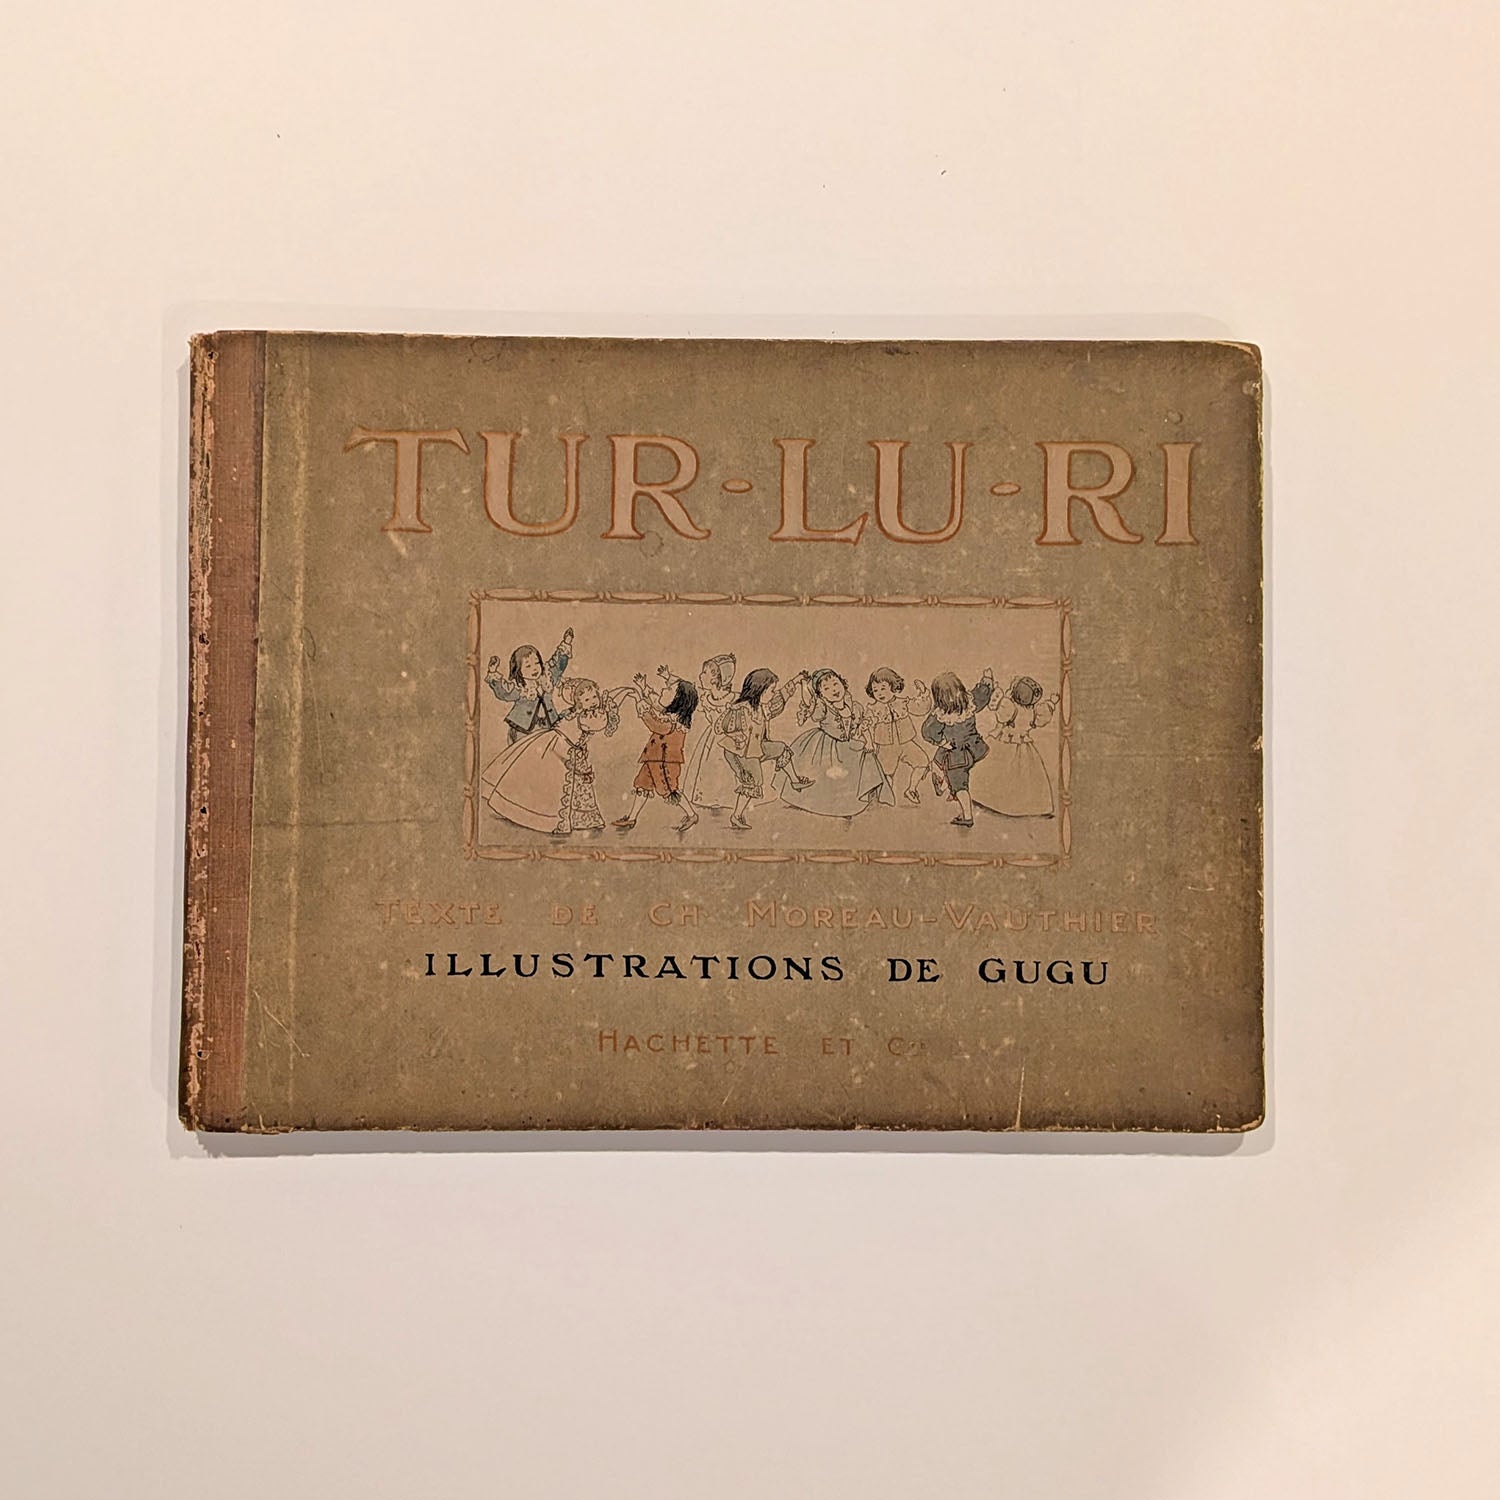 TUR-LU-RI
TEXTE DE CH. MOREAU-VAUTHIER
ILLUSTRATIONS DE GUGU
HACHETTE ET Cie